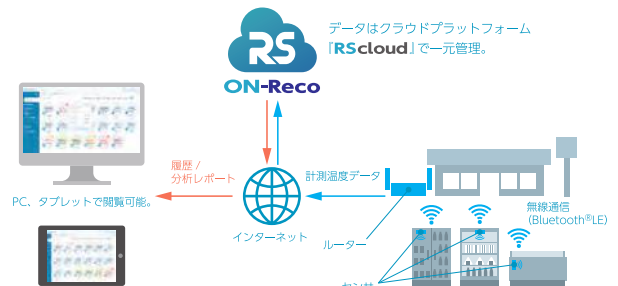 データはクラウドプラットフォーム
『RScloud』で一元管理。
RS
ON-Reco
履歴 /
分析レポート
計測温度データ
PC、タブレットで閲覧可能。
インターネット
ルーター
無線通信
(Bluetooth®LE)
センサ